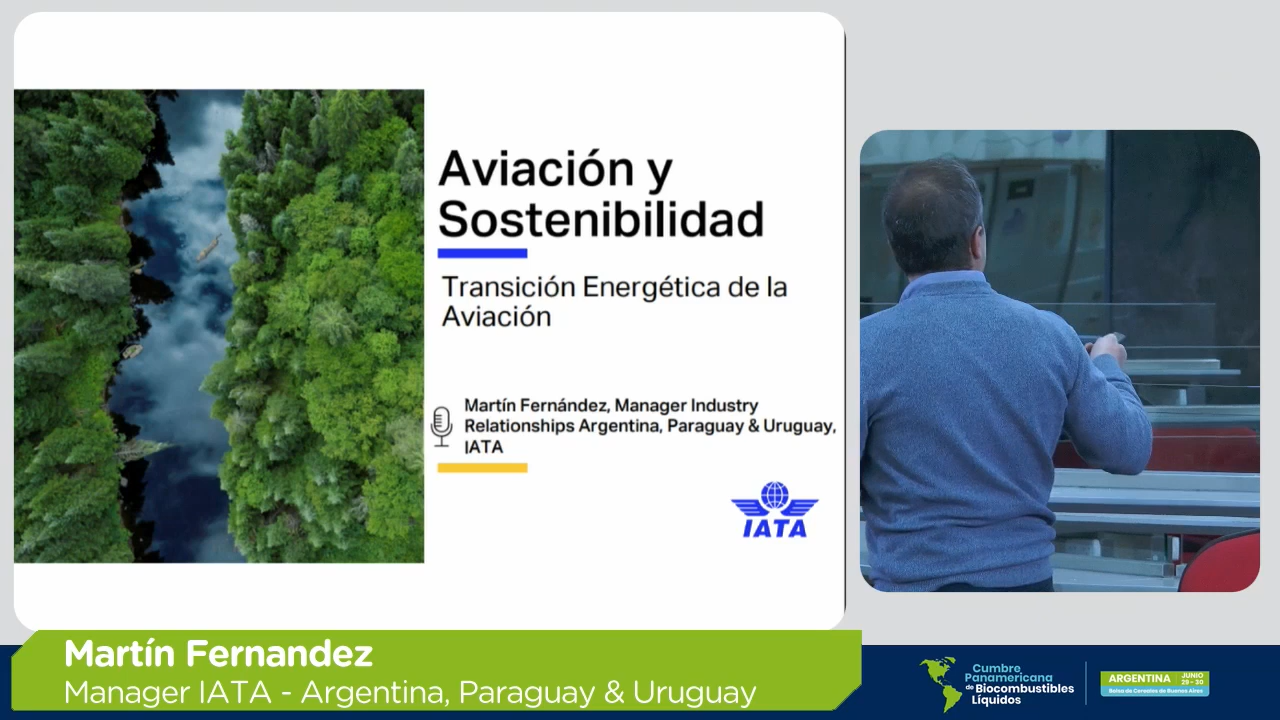 Aviación y
Sostenibilidad
Transición Energética de la
Aviación
Martín Fernández, Manager Industry
Relationships Argentina, Paraguay & Uruguay,
IATA
IATA
Martín Fernandez
Manager IATA - Argentina, Paraguay & Uruguay
Cumbre
Panamericana
de Biocombustibles
Líquidos
ARGENTINA
JUNIO
29 - 30
Bolsa de Cereales de Buenos Aires